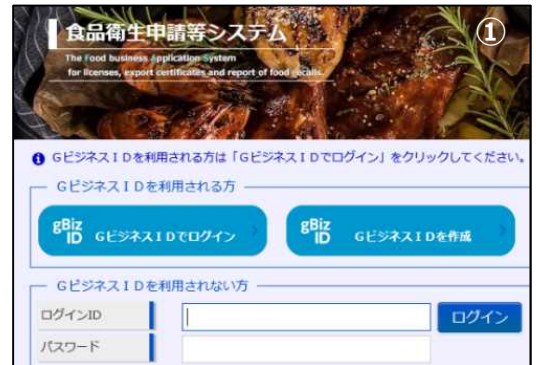 食品衛生申請等システム
①
The food business Application System
for licenses, export certificates and report of food recalls.
GビジネスIDを利用される方は「GビジネスIDでログイン」をクリックしてください。
GビジネスIDを利用される方
gBiz ID GビジネスIDでログイン
gBiz ID GビジネスIDを作成
GビジネスIDを利用されない方
ログインID
ログイン
パスワード